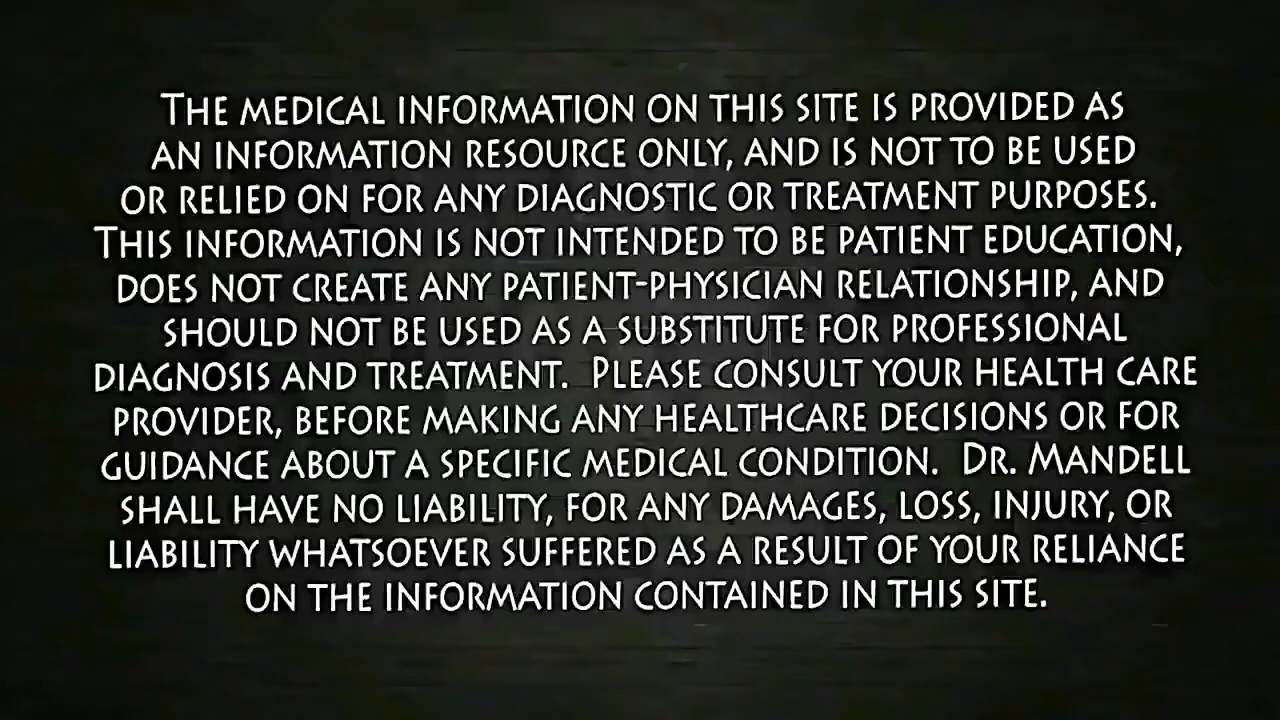 The medical information on this site is provided as
an information resource only, and is not to be used
or relied on for any diagnostic or treatment purposes.
This information is not intended to be patient education,
does not create any patient-physician relationship, and
should not be used as a substitute for professional
diagnosis and treatment.  Please consult your health care
provider, before making any healthcare decisions or for
guidance about a specific medical condition.  Dr. Mandell
shall have no liability, for any damages, loss, injury, or
liability whatsoever suffered as a result of your reliance
on the information contained in this site.